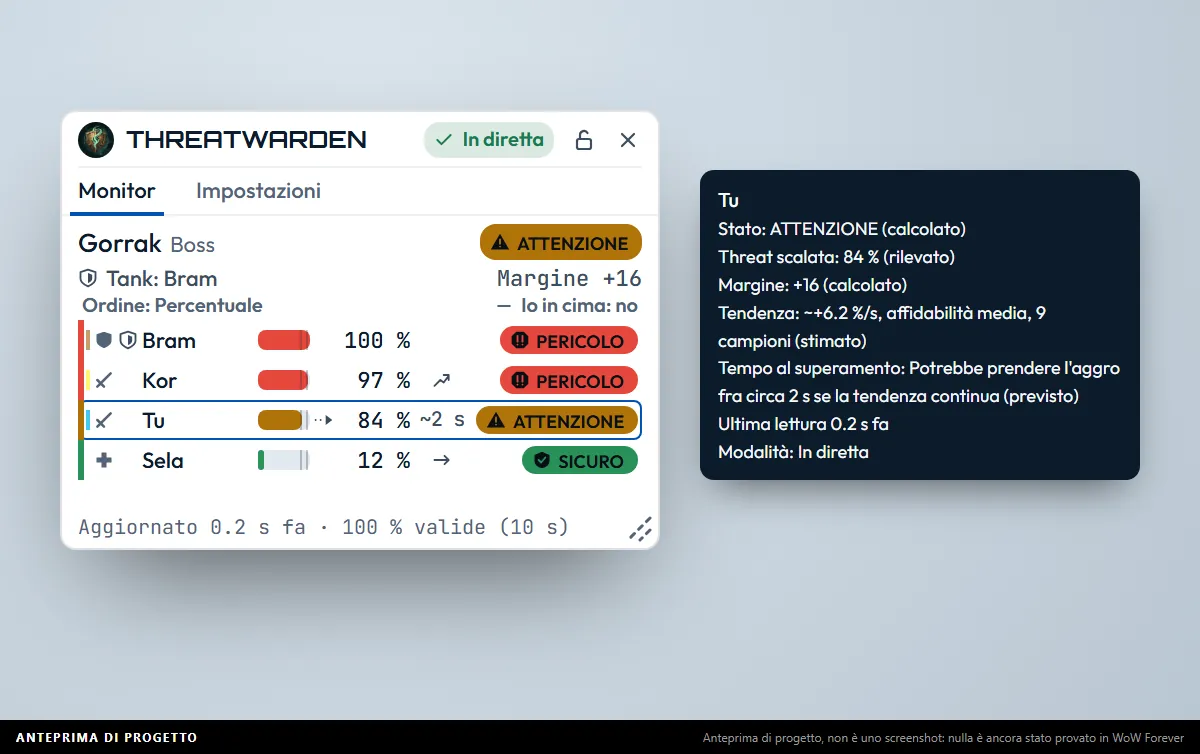 THREATWARDEN
In diretta
Monitor
Impostazioni
Gorrak Boss
ATTENZIONE
Tank: Bram
Margine +16
Ordine: Percentuale
— Io in cima: no
Bram 100 % PERICOLO
Kor 97 % PERICOLO
Tu 84 % ~2 s ATTENZIONE
Sela 12 % SICURO
Aggiornato 0.2 s fa · 100 % valide (10 s)
Tu
Stato: ATTENZIONE (calcolato)
Threat scalata: 84 % (rilevato)
Margine: +16 (calcolato)
Tendenza: ~+6.2 %/s, affidabilità media, 9
campioni (stimato)
Tempo al superamento: Potrebbe prendere l'aggro
fra circa 2 s se la tendenza continua (previsto)
Ultima lettura 0.2 s fa
Modalità: In diretta
ANTEPRIMA DI PROGETTO
Anteprima di progetto, non è uno screenshot: nulla è ancora stato provato in WoW Forever